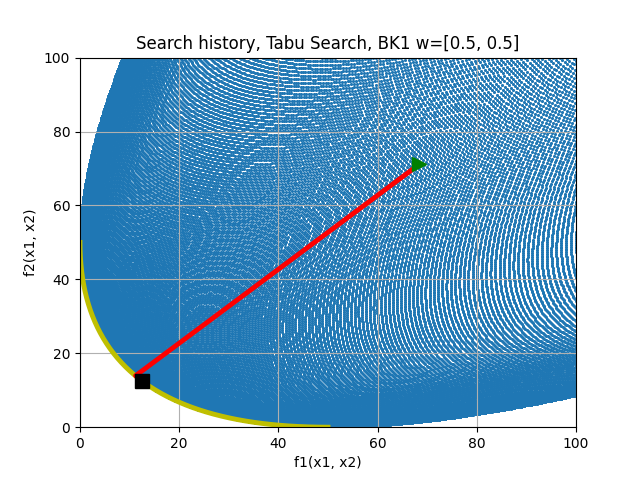 Search history, Tabu Search, BK1 w=[0.5, 0.5]
100
80
60
40
20
0
f2(x1, x2)
0 20 40 60 80 100
f1(x1, x2)